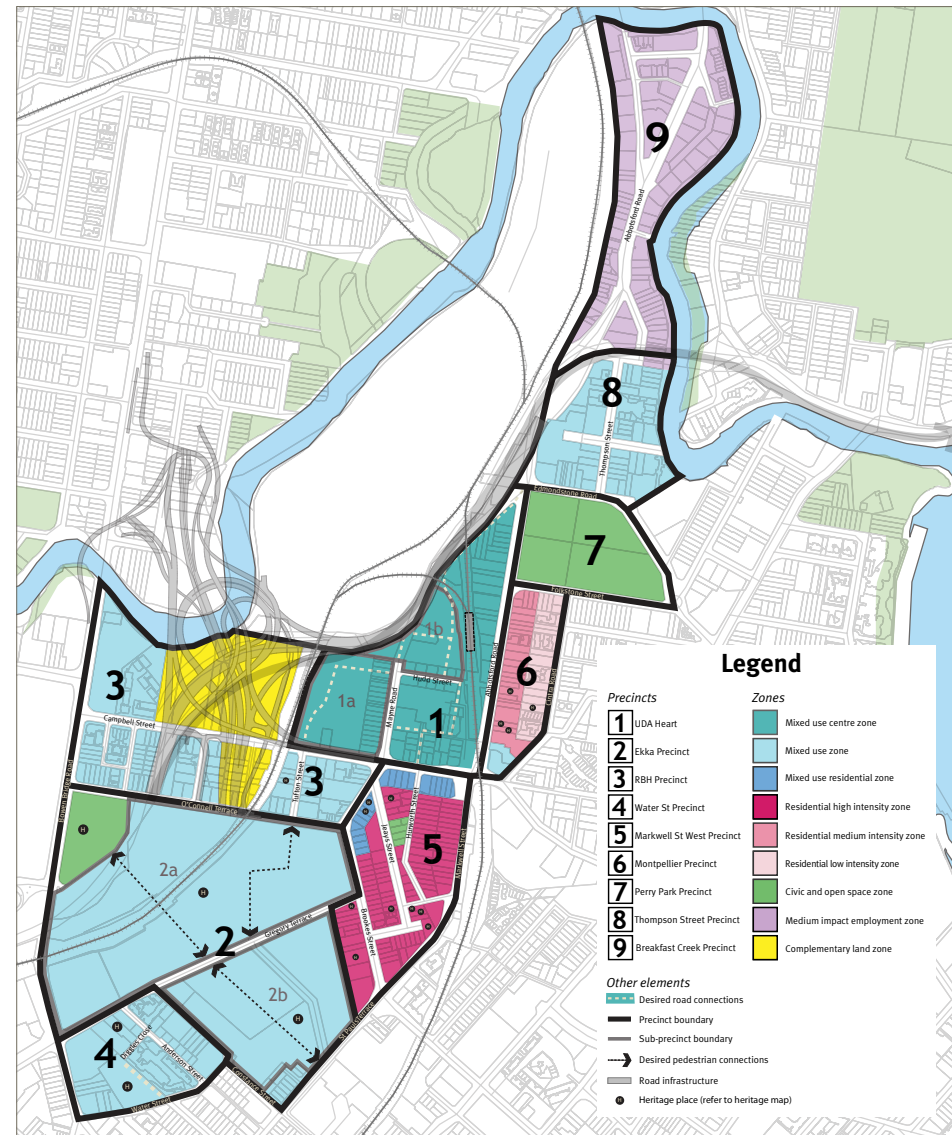 9
Abbotsford Road
8
Thompson Street
Edmondstone Road
7
Folkstone Street
1b
6
Abbotsford Road
Hudd Street
1a
Mayne Road
1
3
Campbell Street
3
Tufton Street
Bowen Bridge Road
O'Connell Terrace
H
H
2a
H
2
Gregory Terrace
2b
H
5
Jeays Street
Markwell Street
Brookes Street
St Pauls Terrace
H
4
H
Anderson Street
Water Street
Constance Street
Legend
Precincts
1 UDA Heart
2 Ekka Precinct
3 RBH Precinct
4 Water St Precinct
5 Markwell St West Precinct
6 Montpellier Precinct
7 Perry Park Precinct
8 Thompson Street Precinct
9 Breakfast Creek Precinct
Zones
Mixed use centre zone
Mixed use zone
Mixed use residential zone
Residential high intensity zone
Residential medium intensity zone
Residential low intensity zone
Civic and open space zone
Medium impact employment zone
Complementary land zone
Other elements
Desired road connections
Precinct boundary
Sub-precinct boundary
Desired pedestrian connections
Road infrastructure
H Heritage place (refer to heritage map)